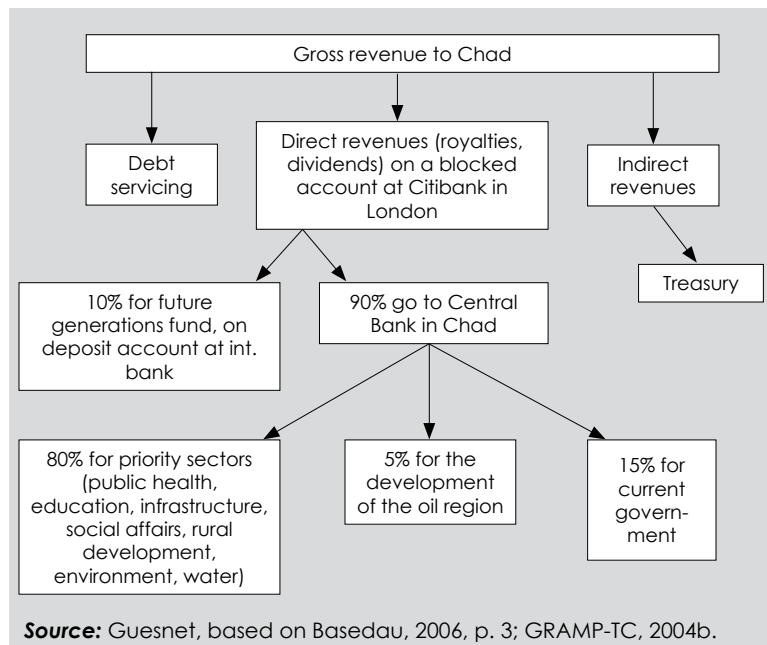 Gross revenue to Chad
Debt
servicing
Direct revenues (royalties,
dividends) on a blocked
account at Citibank in
London
Indirect
revenues
Treasury
10% for future
generations fund, on
deposit account at int.
bank
90% go to Central
Bank in Chad
80% for priority sectors
(public health,
education, infrastructure,
social affairs, rural
development,
environment, water)
5% for the
development
of the oil region
15% for
current
govern-
ment
Source: Guesnet, based on Basedau, 2006, p. 3; GRAMP-TC, 2004b.